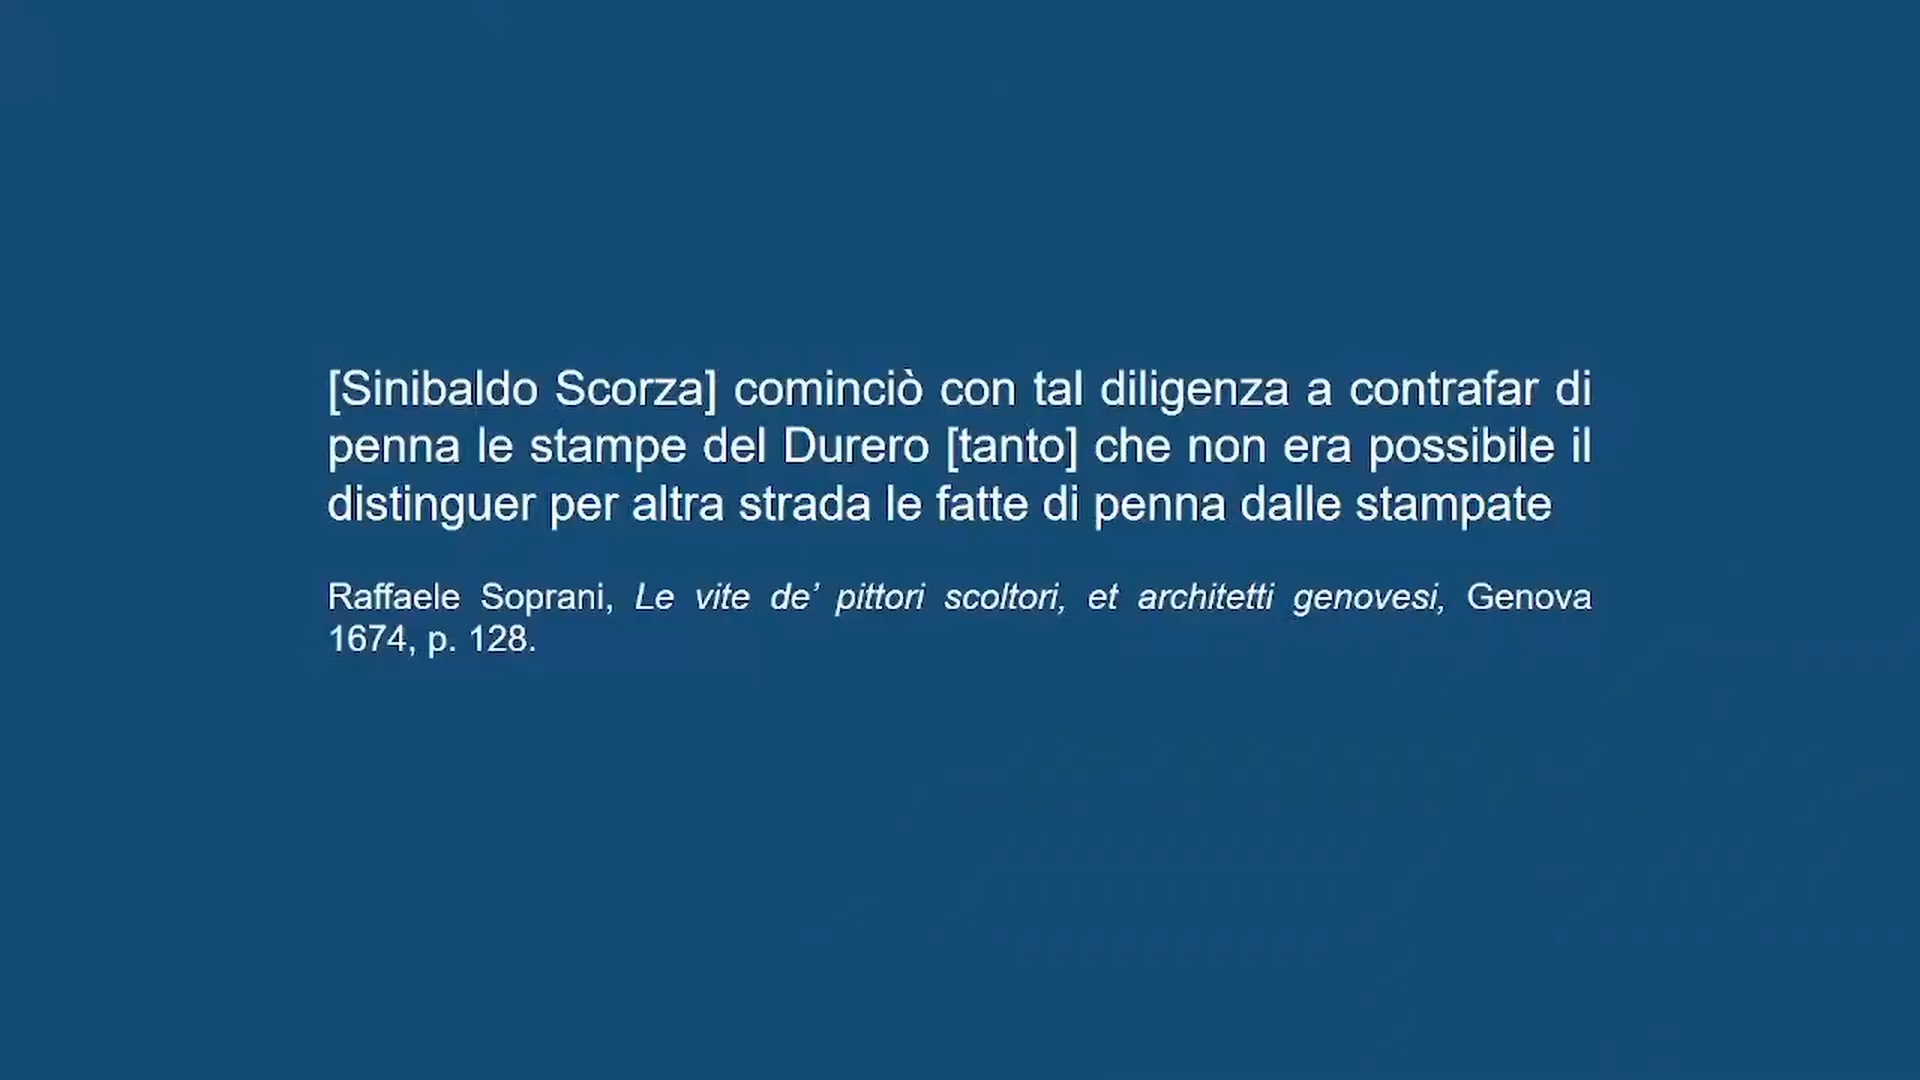 [Sinibaldo Scorza] cominciò con tal diligenza a contrafar di
penna le stampe del Durero [tanto] che non era possibile il
distinguer per altra strada le fatte di penna dalle stampate
Raffaele Soprani, Le vite de’ pittori scoltori, et architetti genovesi, Genova
1674, p. 128.